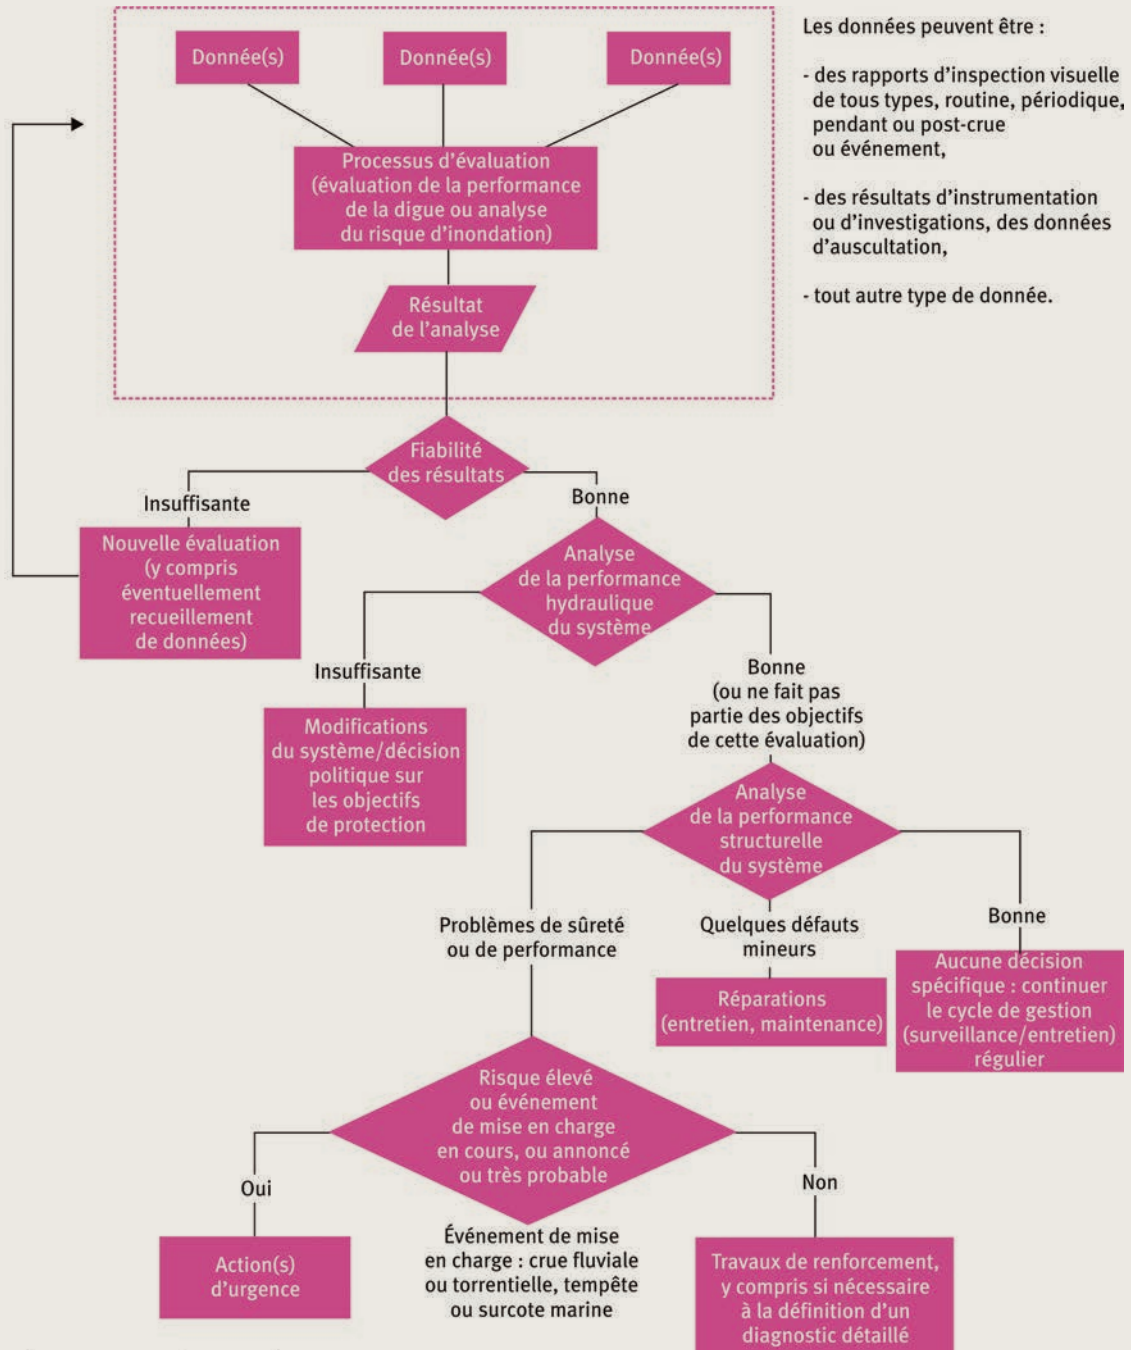 Donnée(s)
Donnée(s)
Donnée(s)
Les données peuvent être :
- des rapports d'inspection visuelle
de tous types, routine, périodique,
pendant ou post-crue
ou événement,
- des résultats d'instrumentation
ou d'investigations, des données
d'auscultation,
- tout autre type de donnée.
Processus d'évaluation
(évaluation de la performance
de la digue ou analyse
du risque d'inondation)
Résultat
de l'analyse
Fiabilité
des résultats
Insuffisante
Bonne
Nouvelle évaluation
(y compris
éventuellement
recueillement
de données)
Analyse
de la performance
hydraulique
du système
Insuffisante
Bonne
(ou ne fait pas
partie des objectifs
de cette évaluation)
Modifications
du système/décision
politique sur
les objectifs
de protection
Analyse
de la performance
structurelle
du système
Problèmes de sûreté
ou de performance
Quelques défauts
mineurs
Bonne
Réparations
(entretien, maintenance)
Aucune décision
spécifique : continuer
le cycle de gestion
(surveillance/entretien)
régulier
Risque élevé
ou événement
de mise en charge
en cours, ou annoncé
ou très probable
Oui
Non
Événement de mise
en charge : crue fluviale
ou torrentielle, tempête
ou surcote marine
Action(s)
d'urgence
Travaux de renforcement,
y compris si nécessaire
à la définition d'un
diagnostic détaillé